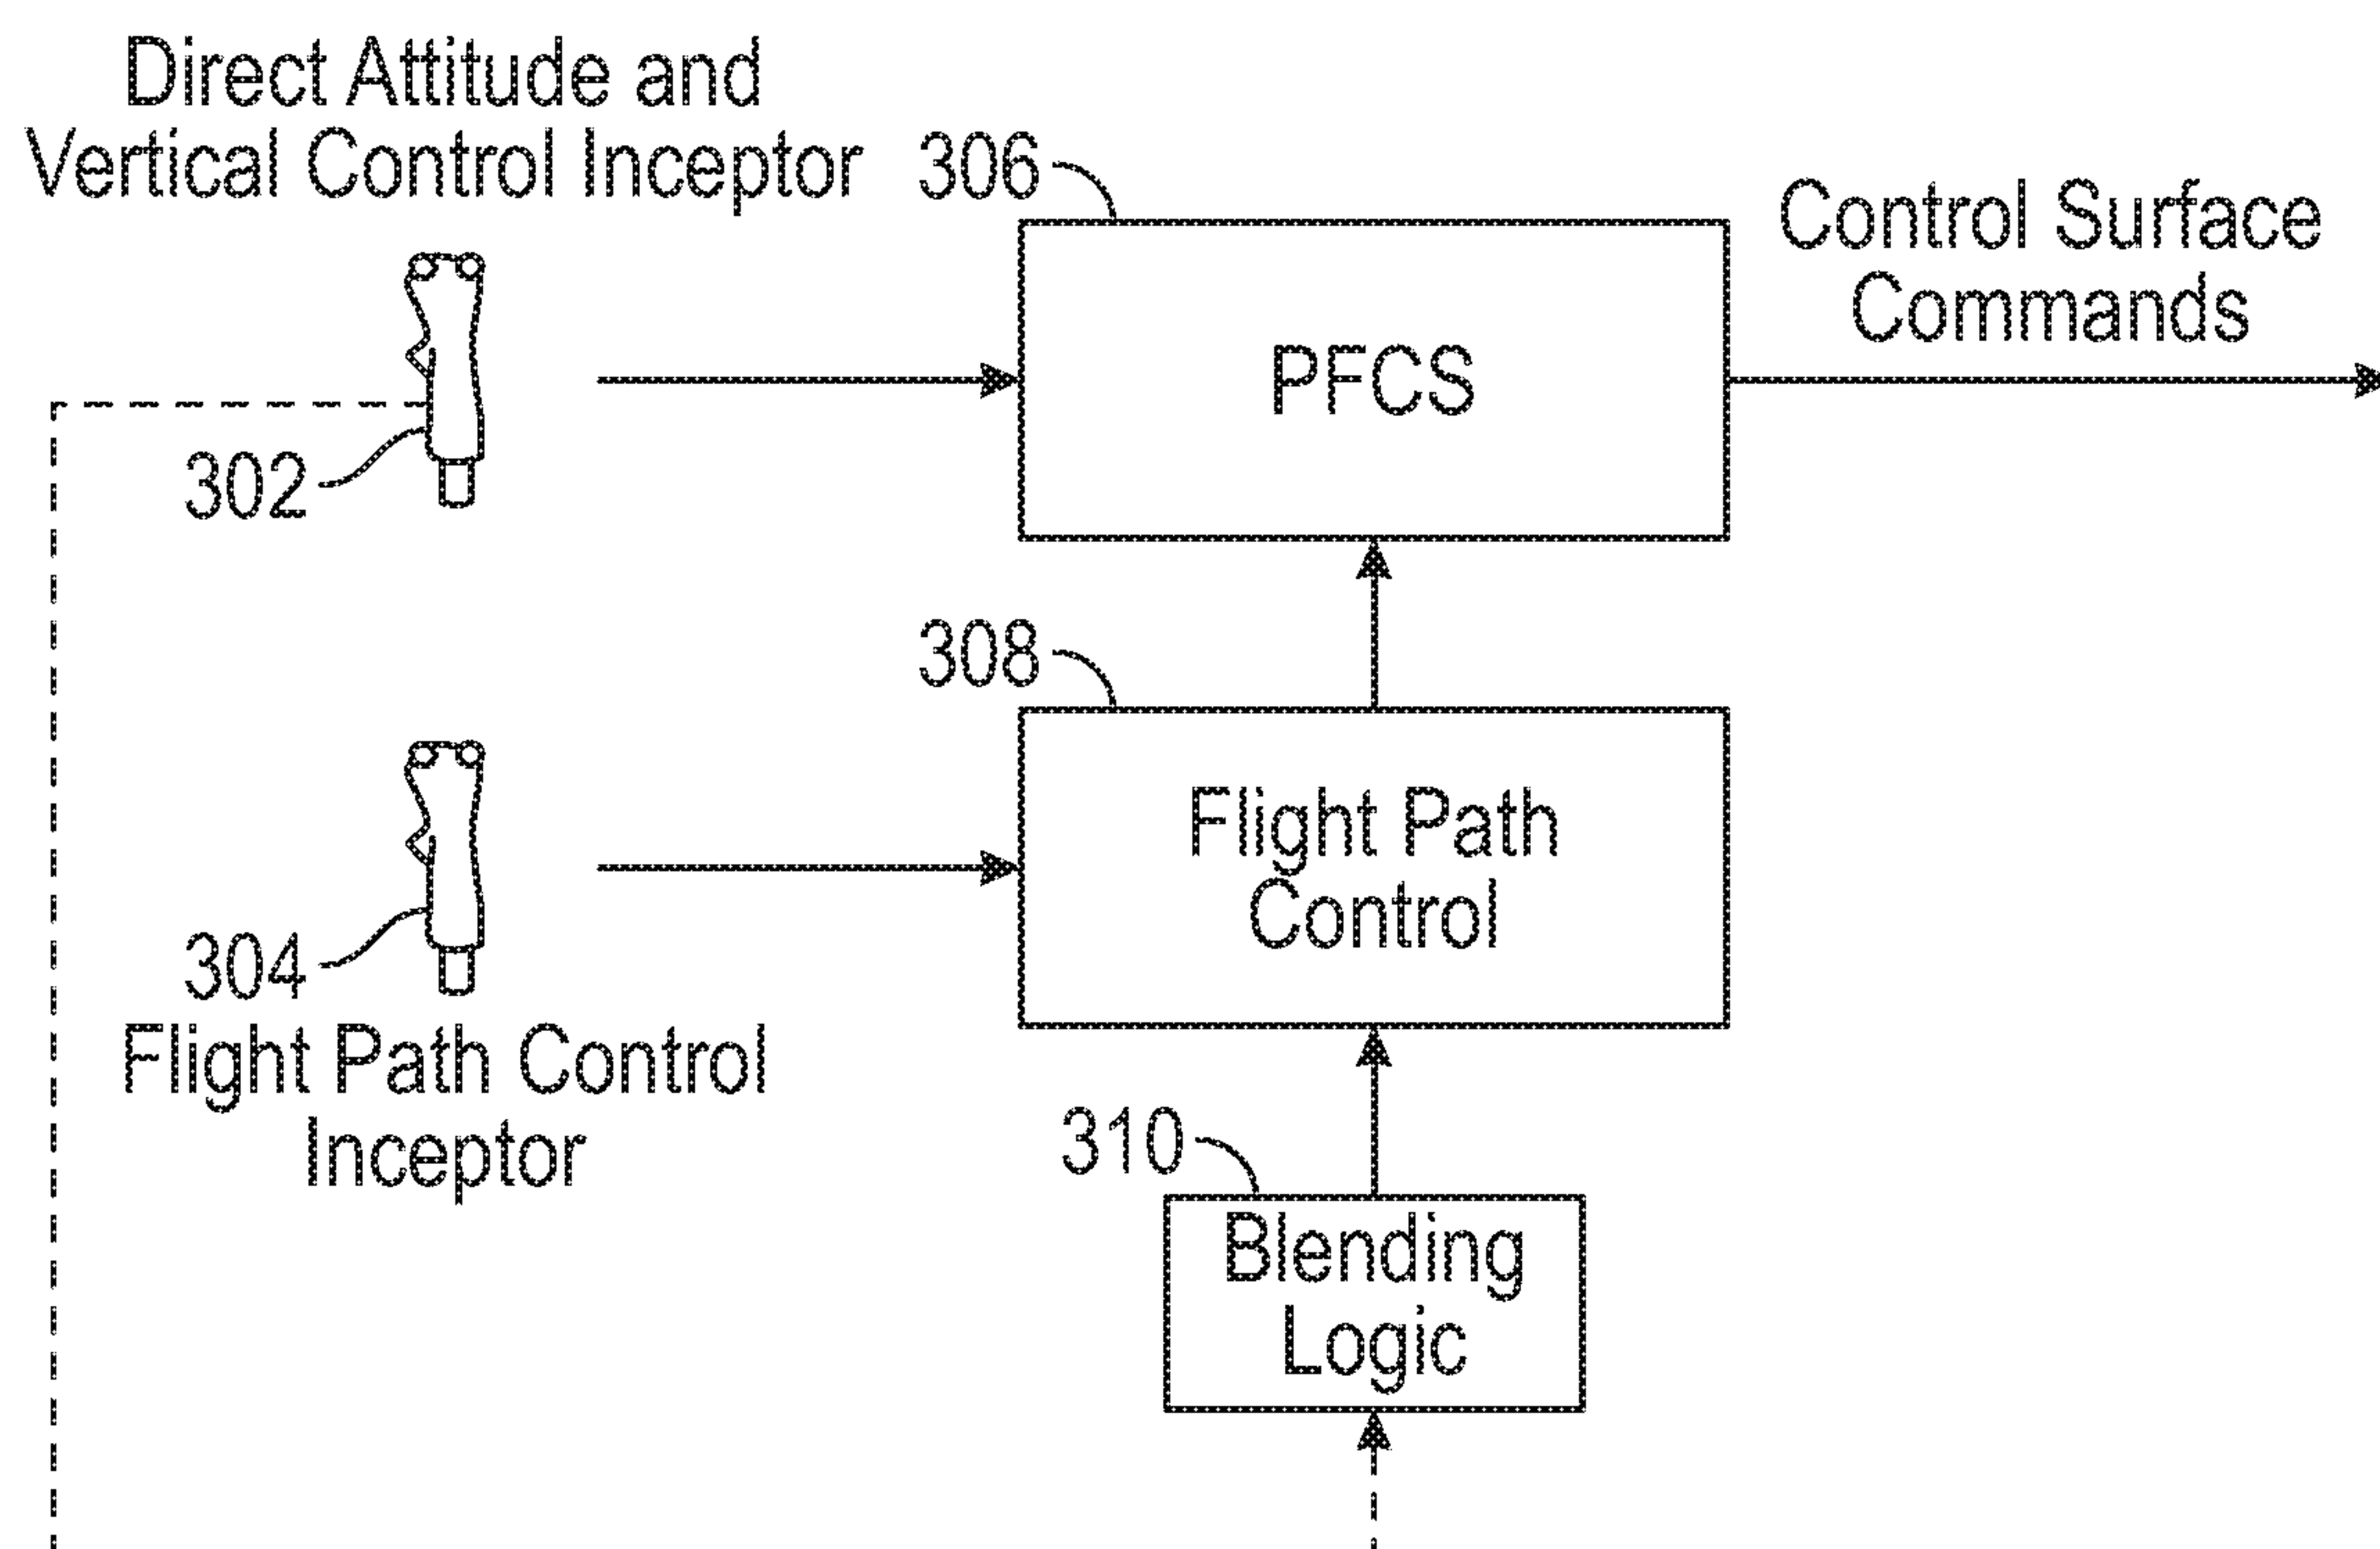 Direct Attitude and
Vertical Control Inceptor
306
Control Surface
Commands
PFCS
302
308
Flight Path
Control
304
Flight Path Control
Inceptor
310
Blending
Logic